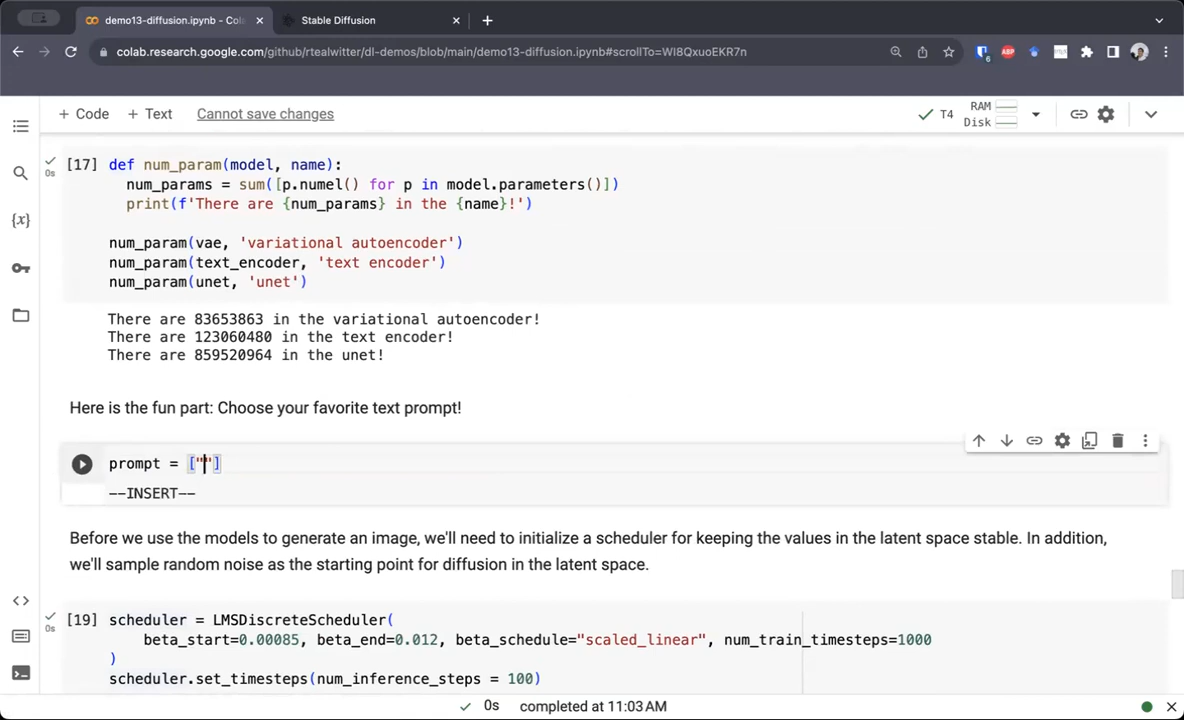 demo13-diffusion.ipynb - Cola
Stable Diffusion
colab.research.google.com/github/rtealwitter/dl-demos/blob/main/demo13-diffusion.ipynb#scrollTo=WI8QxuoEKR7n
+ Code + Text Cannot save changes
T4 RAM
Disk
[17] def num_param(model, name):
0s
num_params = sum([p.numel() for p in model.parameters()])
print(f'There are {num_params} in the {name}!')
num_param(vae, 'variational autoencoder')
num_param(text_encoder, 'text encoder')
num_param(unet, 'unet')
There are 83653863 in the variational autoencoder!
There are 123060480 in the text encoder!
There are 859520964 in the unet!
Here is the fun part: Choose your favorite text prompt!
prompt = [""]
--INSERT--
Before we use the models to generate an image, we'll need to initialize a scheduler for keeping the values in the latent space stable. In addition,
we'll sample random noise as the starting point for diffusion in the latent space.
[19] scheduler = LMSDiscreteScheduler(
0s
beta_start=0.00085, beta_end=0.012, beta_schedule="scaled_linear", num_train_timesteps=1000
)
scheduler.set_timesteps(num_inference_steps = 100)
0s completed at 11:03 AM